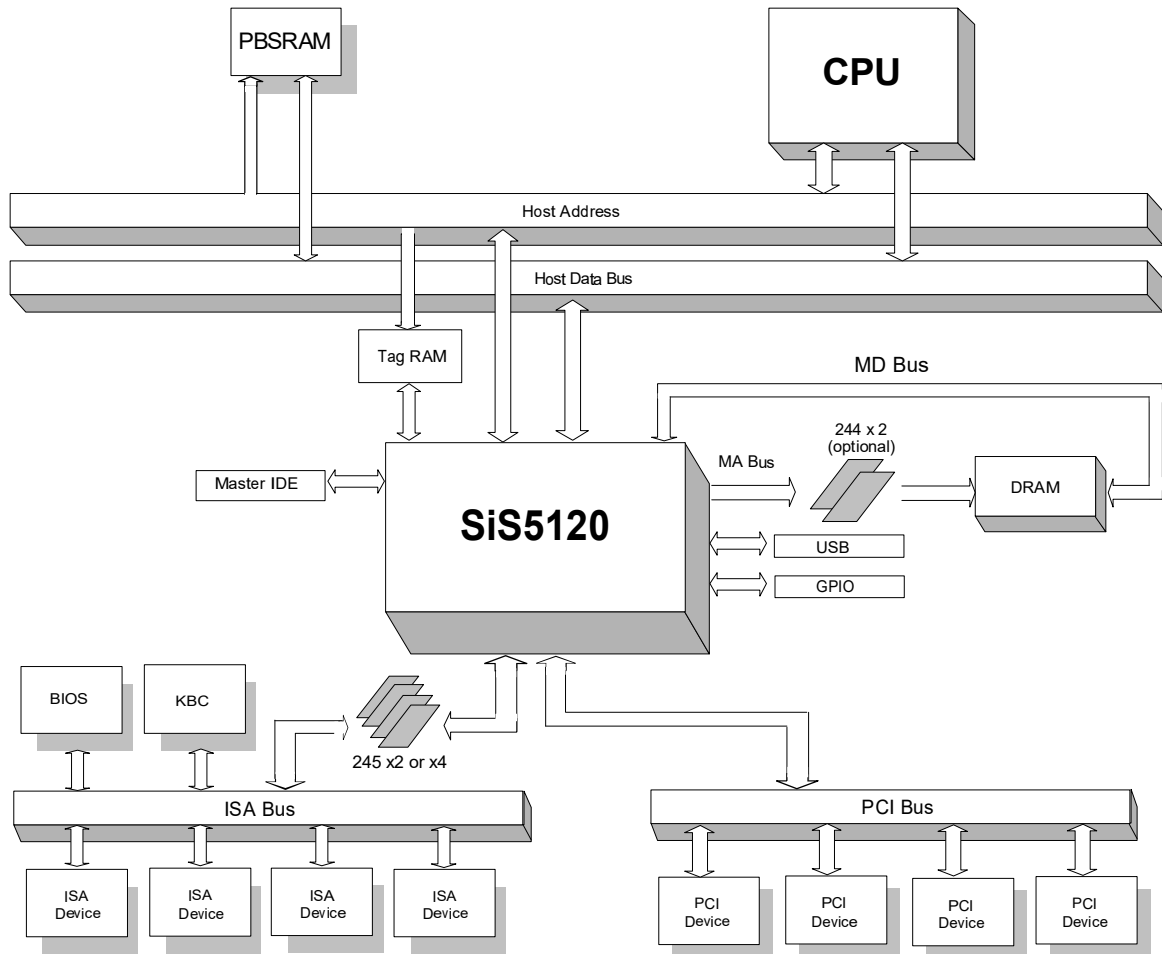 PBSRAM
CPU
Host Address
Host Data Bus
Tag RAM
MD Bus
244 x 2
(optional)
MA Bus
Master IDE
DRAM
SiS5120
USB
GPIO
BIOS
KBC
245 x2 or x4
ISA Bus
PCI Bus
ISA
Device
ISA
Device
ISA
Device
ISA
Device
PCI
Device
PCI
Device
PCI
Device
PCI
Device